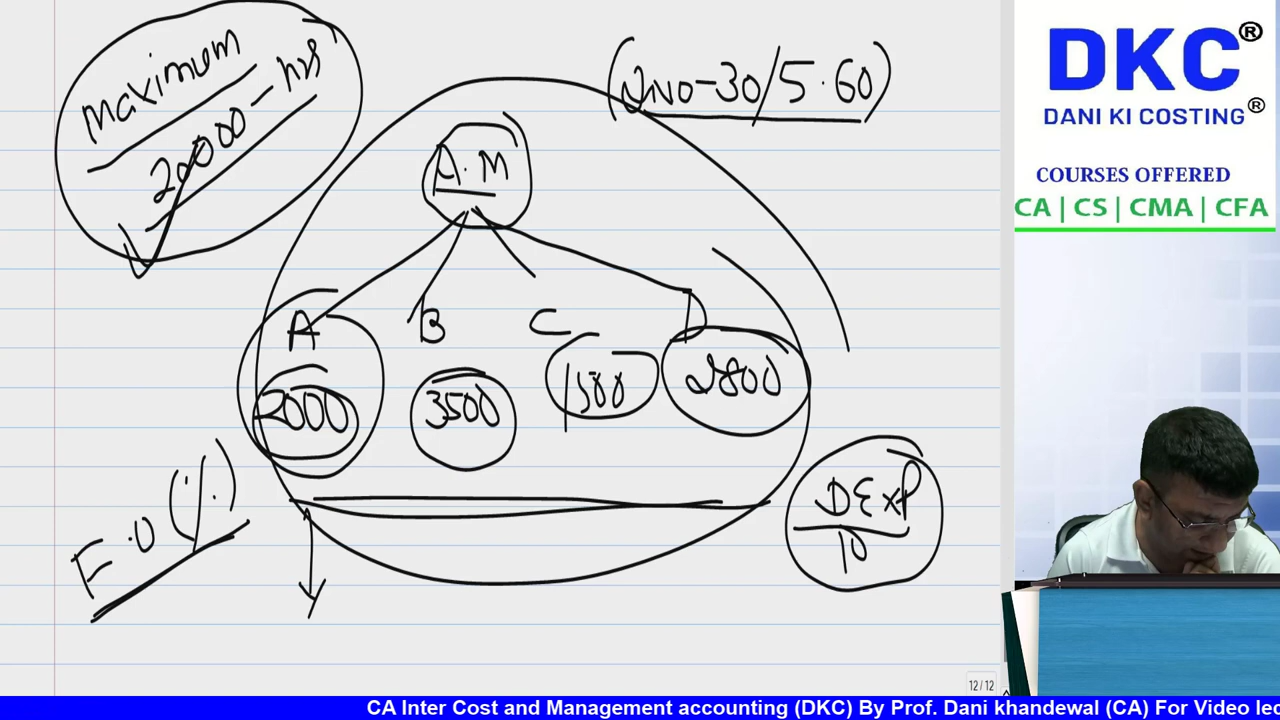 maximum
20000 - hrs
(QNO-30/5.60)
A.M
A B C D
2000 3500 1500 2800
F.O (%)
D EXP
10
12/12
DKC®
DANI KI COSTING®
COURSES OFFERED
CA | CS | CMA | CFA
CA Inter Cost and Management accounting (DKC) By Prof. Dani khandewal (CA) For Video lec